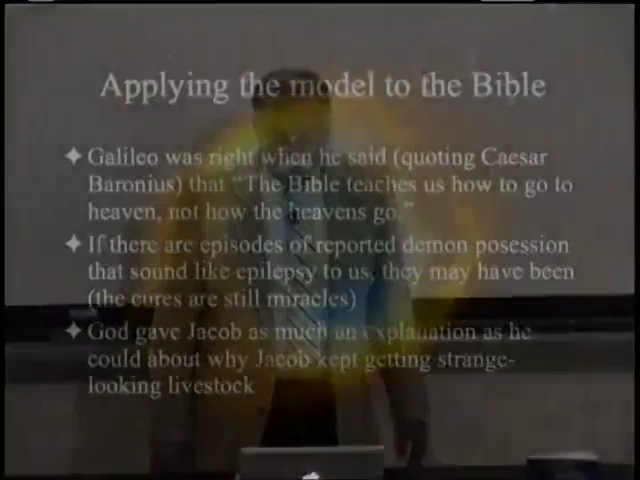 Applying the model to the Bible
Galileo was right when he said (quoting Caesar
Baronius) that “The Bible teaches us how to go to
heaven, not how the heavens go.”
If there are episodes of reported demon posession
that sound like epilepsy to us, they may have been
(the cures are still miracles)
God gave Jacob as much an explanation as he
could about why Jacob kept getting strange-
looking livestock